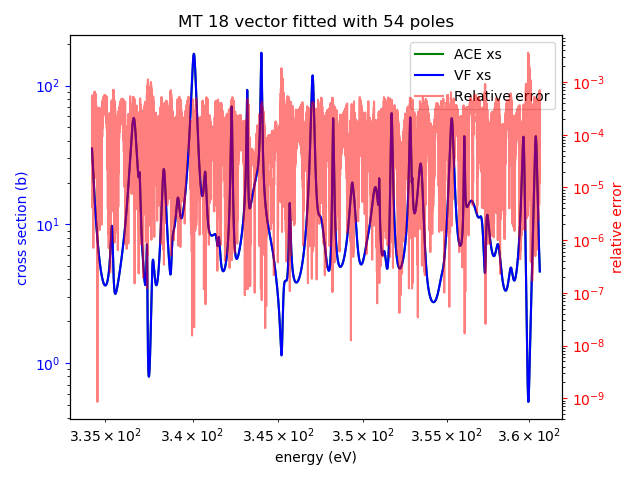 MT 18 vector fitted with 54 poles
ACE xs
VF xs
Relative error
cross section (b)
10²
10¹
10⁰
10⁻³
10⁻⁴
10⁻⁵
10⁻⁶
10⁻⁷
10⁻⁸
10⁻⁹
relative error
3.35 × 10² 3.4 × 10² 3.45 × 10² 3.5 × 10² 3.55 × 10² 3.6 × 10²
energy (eV)